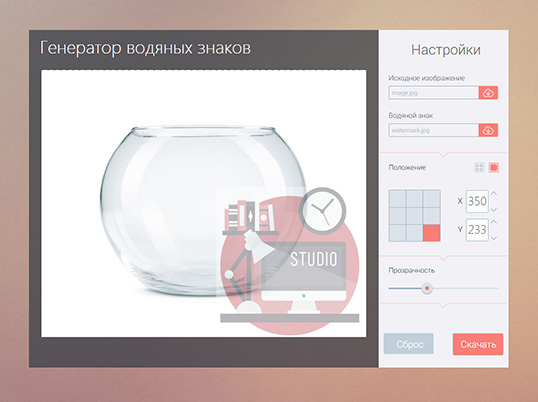 Генератор водяных знаков
STUDIO
Настройки
Исходное изображение
image.jpg
Водяной знак
watermark.jpg
Положение
X 350
Y 233
Прозрачность
Сброс
Скачать